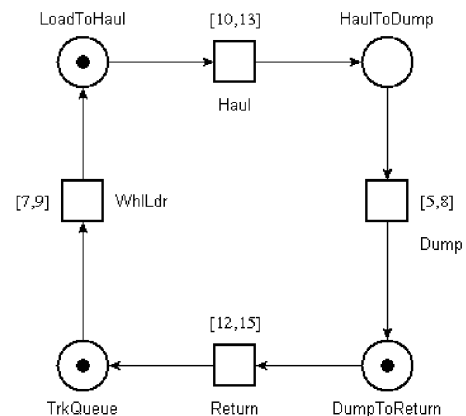 LoadToHaul
[10,13]
HaulToDump
Haul
[7,9]
WhlLdr
[5,8]
Dump
[12,15]
TrkQueue
Return
DumpToReturn